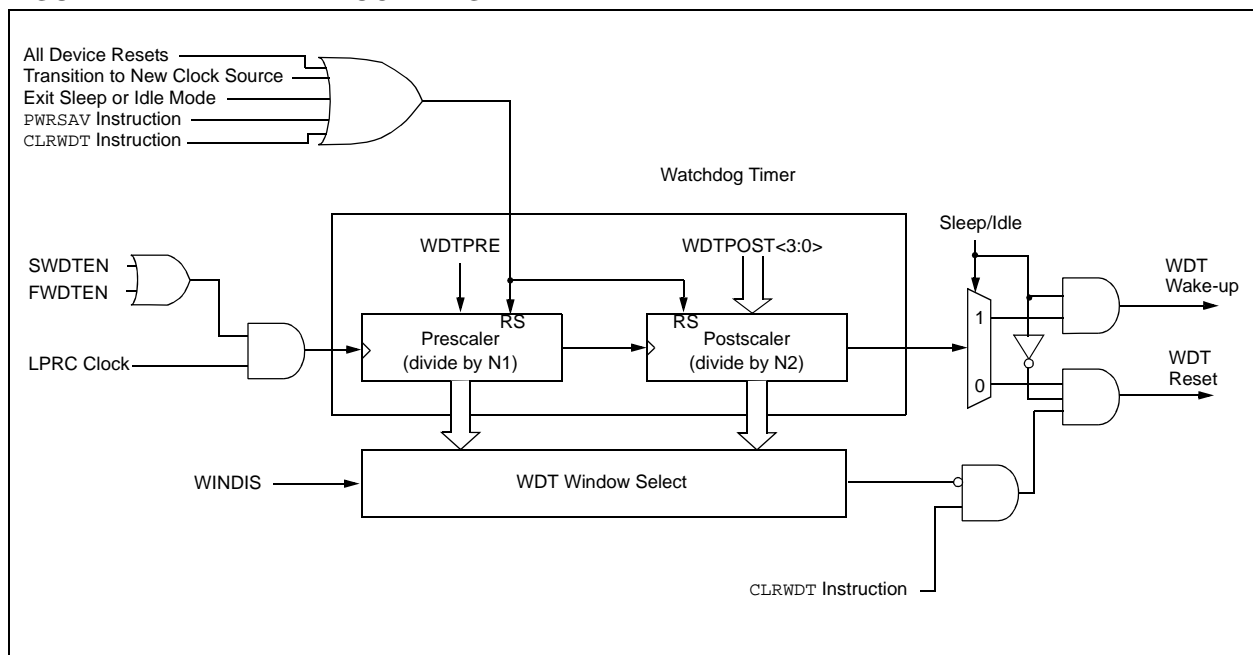 All Device Resets
Transition to New Clock Source
Exit Sleep or Idle Mode
PWRSAV Instruction
CLRWDT Instruction
Watchdog Timer
Sleep/Idle
WDTPRE
WDTPOST<3:0>
SWDTEN
FWDTEN
WDT
Wake-up
RS
RS
1
Prescaler
(divide by N1)
Postscaler
(divide by N2)
LPRC Clock
WDT
Reset
0
WINDIS
WDT Window Select
CLRWDT Instruction